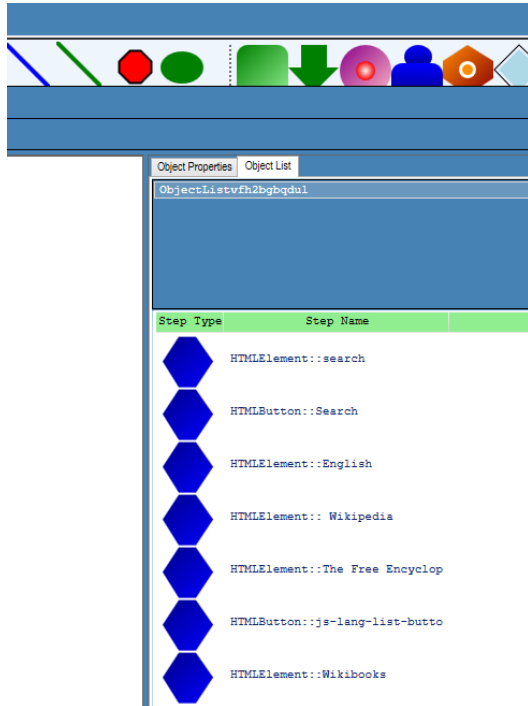 Object Properties Object List
ObjectListvfh2bgbqdul
Step Type Step Name
HTMLElement::search
HTMLButton::Search
HTMLElement::English
HTMLElement:: Wikipedia
HTMLElement::The Free Encyclop
HTMLButton::js-lang-list-butto
HTMLElement::Wikibooks